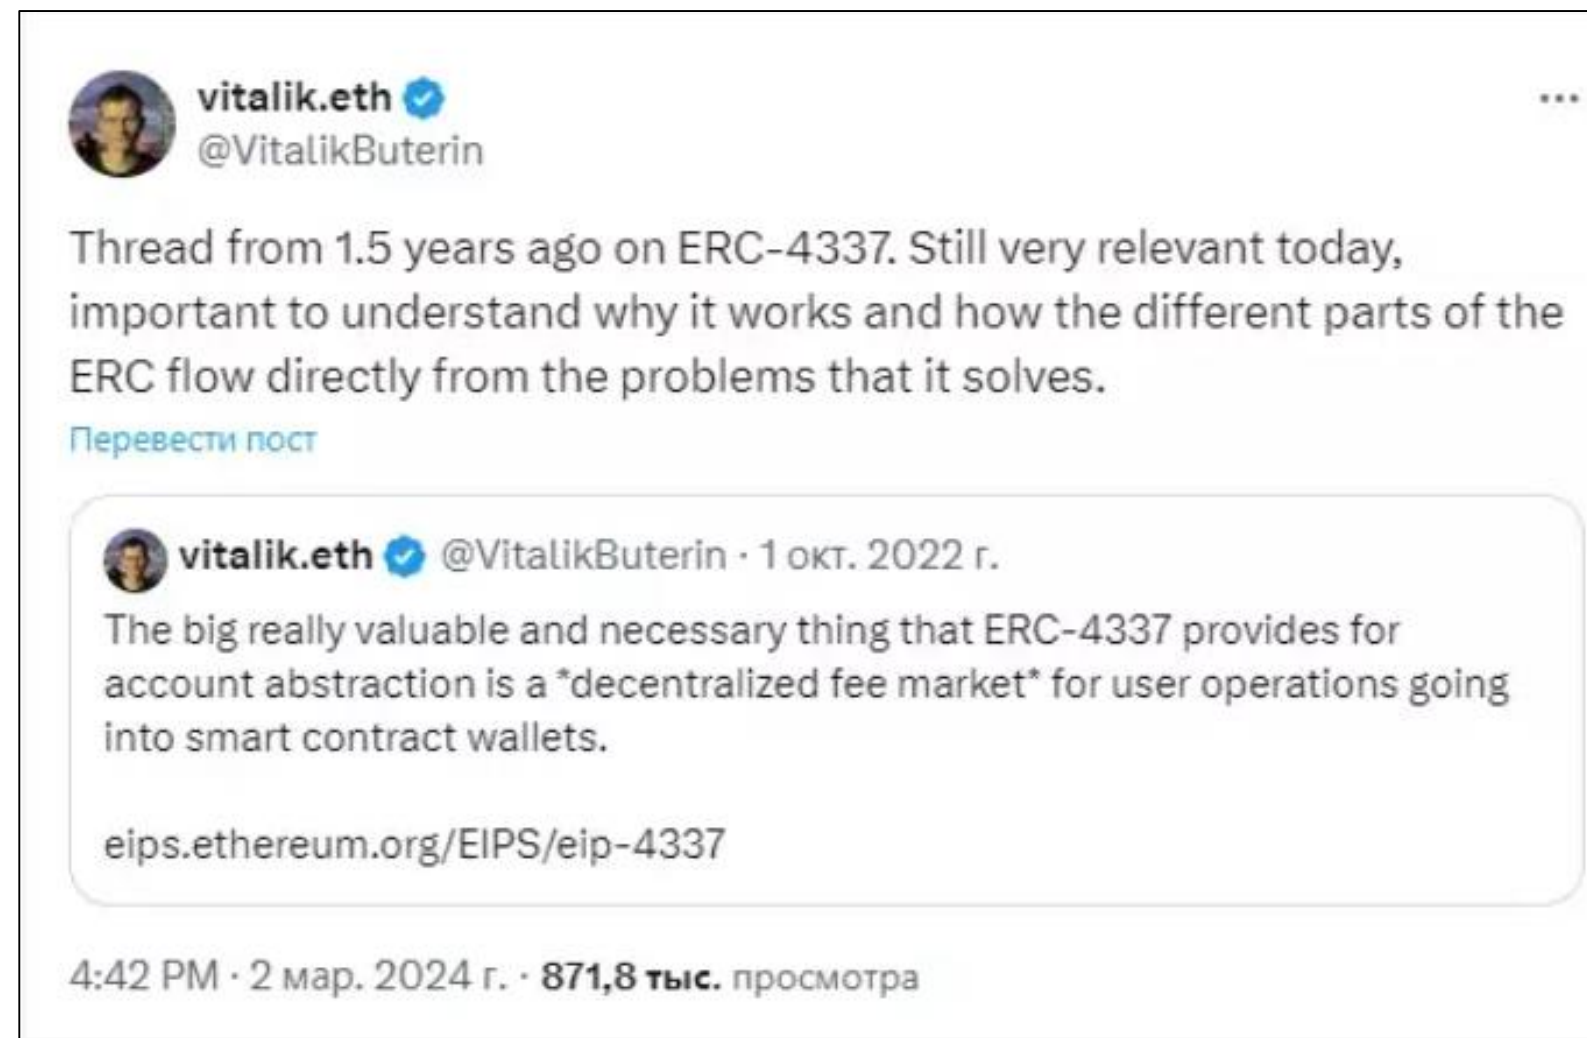 vitalik.eth
@VitalikButerin
Thread from 1.5 years ago on ERC-4337. Still very relevant today,
important to understand why it works and how the different parts of the
ERC flow directly from the problems that it solves.
Перевести пост
vitalik.eth @VitalikButerin · 1 окт. 2022 г.
The big really valuable and necessary thing that ERC-4337 provides for
account abstraction is a *decentralized fee market* for user operations going
into smart contract wallets.
eips.ethereum.org/EIPS/eip-4337
4:42 PM · 2 мар. 2024 г. · 871,8 тыс. просмотра